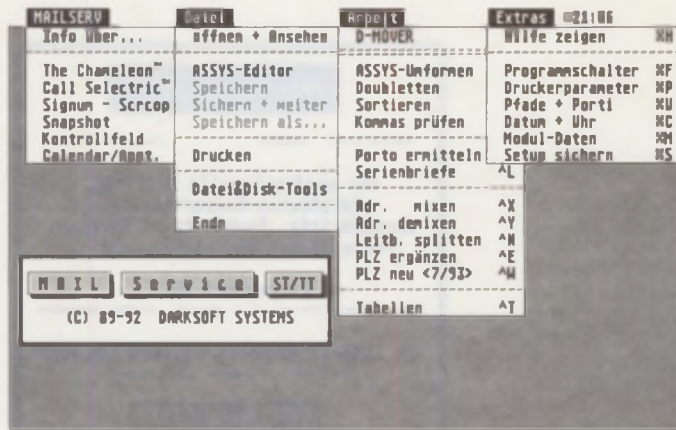 MAILSERV Datei Arbeit Extras 21:06
Info über...
The Chameleon™
Call Selectric™
Signum - Scrcop
Snapshot
Kontrollfeld
Calendar/Appt.
öffnen + Ansehen
ASSYS-Editor
Speichern
Sichern + weiter
Speichern als...
Drucken
Datei&Disk-Tools
Ende
D-MOVER
ASSYS-Umformen
Doubletten
Sortieren
Kommas prüfen
Porto ermitteln
Serienbriefe ^L
Adr. mixen ^X
Adr. demixen ^Y
Leitb. splitten ^N
PLZ ergänzen ^E
PLZ neu <7/93> ^W
Tabellen ^T
Hilfe zeigen ⌘H
Programmschalter ⌘F
Druckerparameter ⌘P
Pfade + Porti ⌘U
Datum + Uhr ⌘C
Modul-Daten ⌘M
Setup sichern ⌘S
MAIL Service ST/TT
(C) 89-92 DARKSOFT SYSTEMS